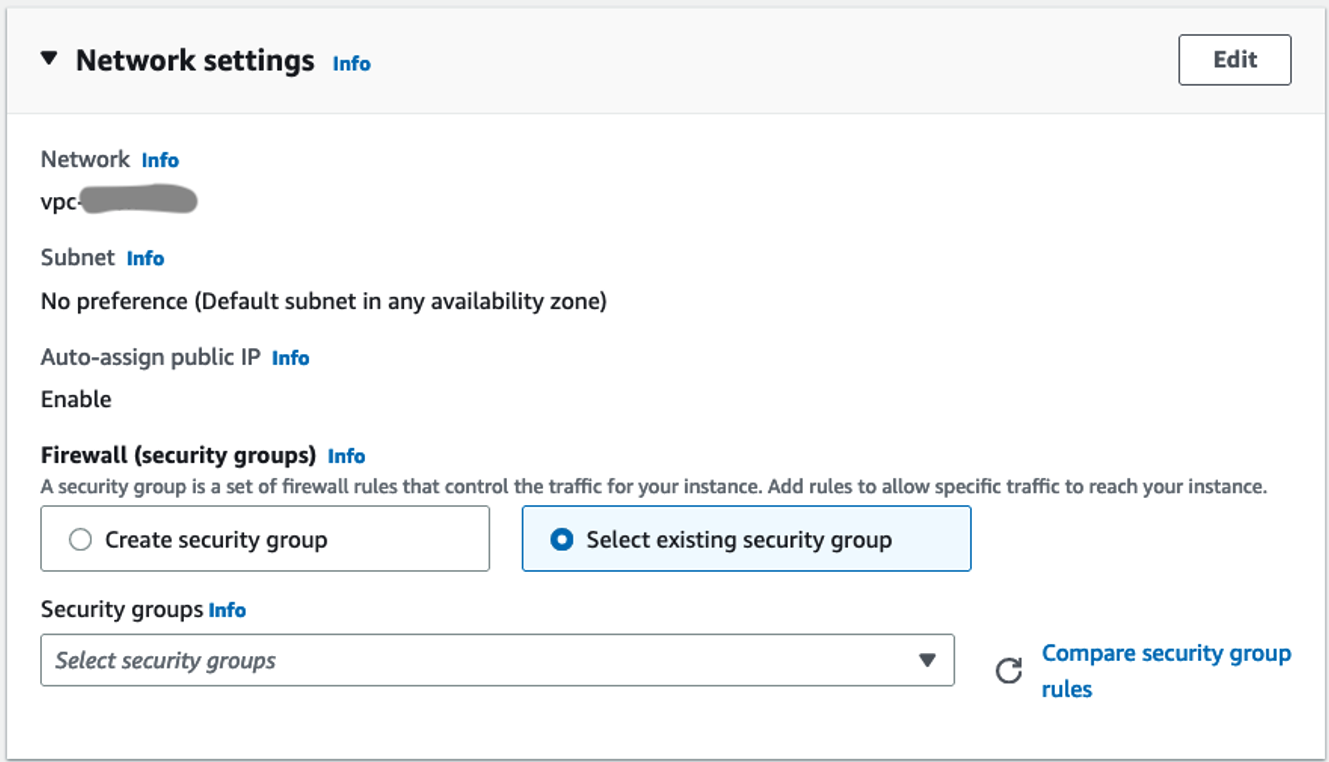 Network settings Info
Edit
Network Info
vpc-
Subnet Info
No preference (Default subnet in any availability zone)
Auto-assign public IP Info
Enable
Firewall (security groups) Info
A security group is a set of firewall rules that control the traffic for your instance. Add rules to allow specific traffic to reach your instance.
Create security group
Select existing security group
Security groups Info
Select security groups
Compare security group
rules